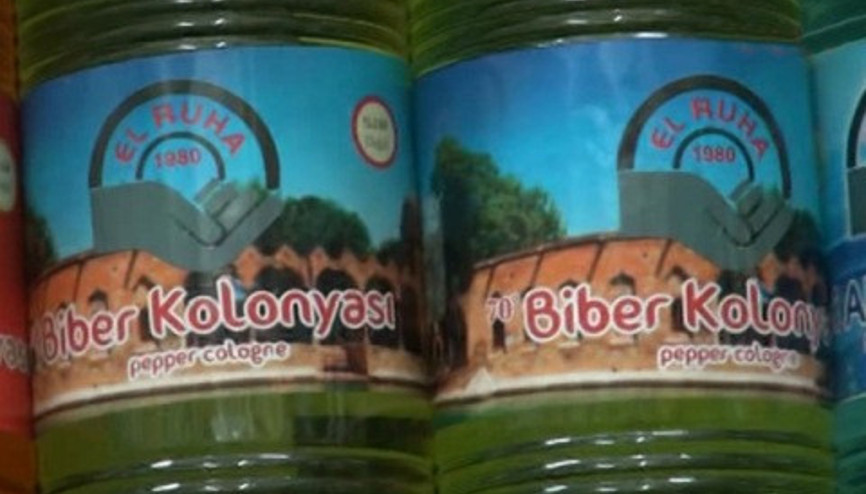 EL RUHA
1980
Biber Kolonyası
pepper cologne
EL RUHA
1980
70° Biber Kolony
pepper cologne